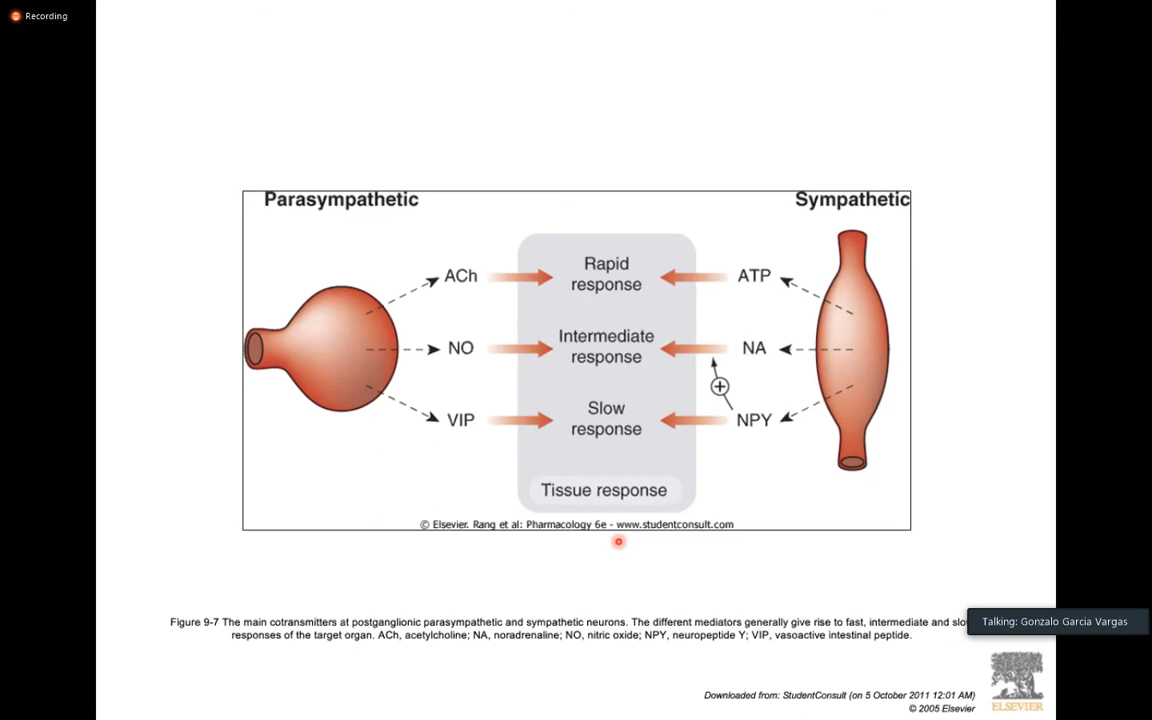 Recording
Parasympathetic
Sympathetic
ACh
Rapid
response
ATP
NO
Intermediate
response
NA
VIP
Slow
response
NPY
Tissue response
© Elsevier. Rang et al: Pharmacology 6e - www.studentconsult.com
Figure 9-7 The main cotransmitters at postganglionic parasympathetic and sympathetic neurons. The different mediators generally give rise to fast, intermediate and
responses of the target organ. ACh, acetylcholine; NA, noradrenaline; NO, nitric oxide; NPY, neuropeptide Y; VIP, vasoactive intestinal peptide.
Talking: Gonzalo Garcia Vargas
Downloaded from: StudentConsult (on 5 October 2011 12:01 AM)
© 2005 Elsevier
ELSEVIER